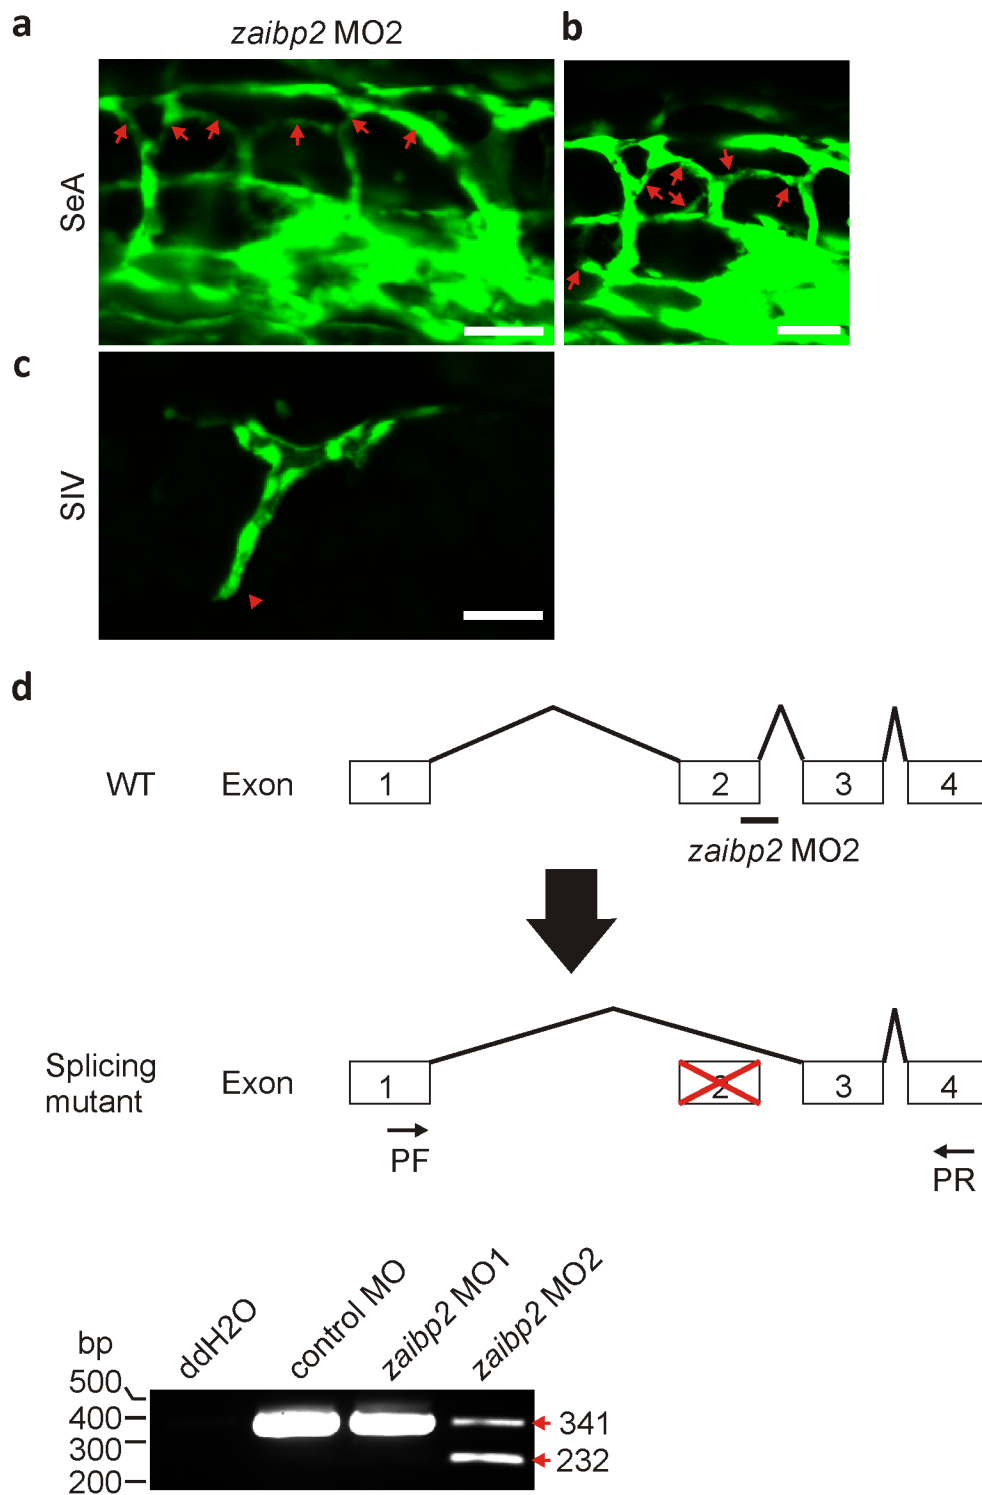 a
b
zaibp2 MO2
SeA
c
SIV
d
WT Exon 1 2 3 4
zaibp2 MO2
Splicing
mutant
Exon 1 2 3 4
PF
PR
ddH2O
control MO
zaibp2 MO1
zaibp2 MO2
bp
500
400
300
200
341
232